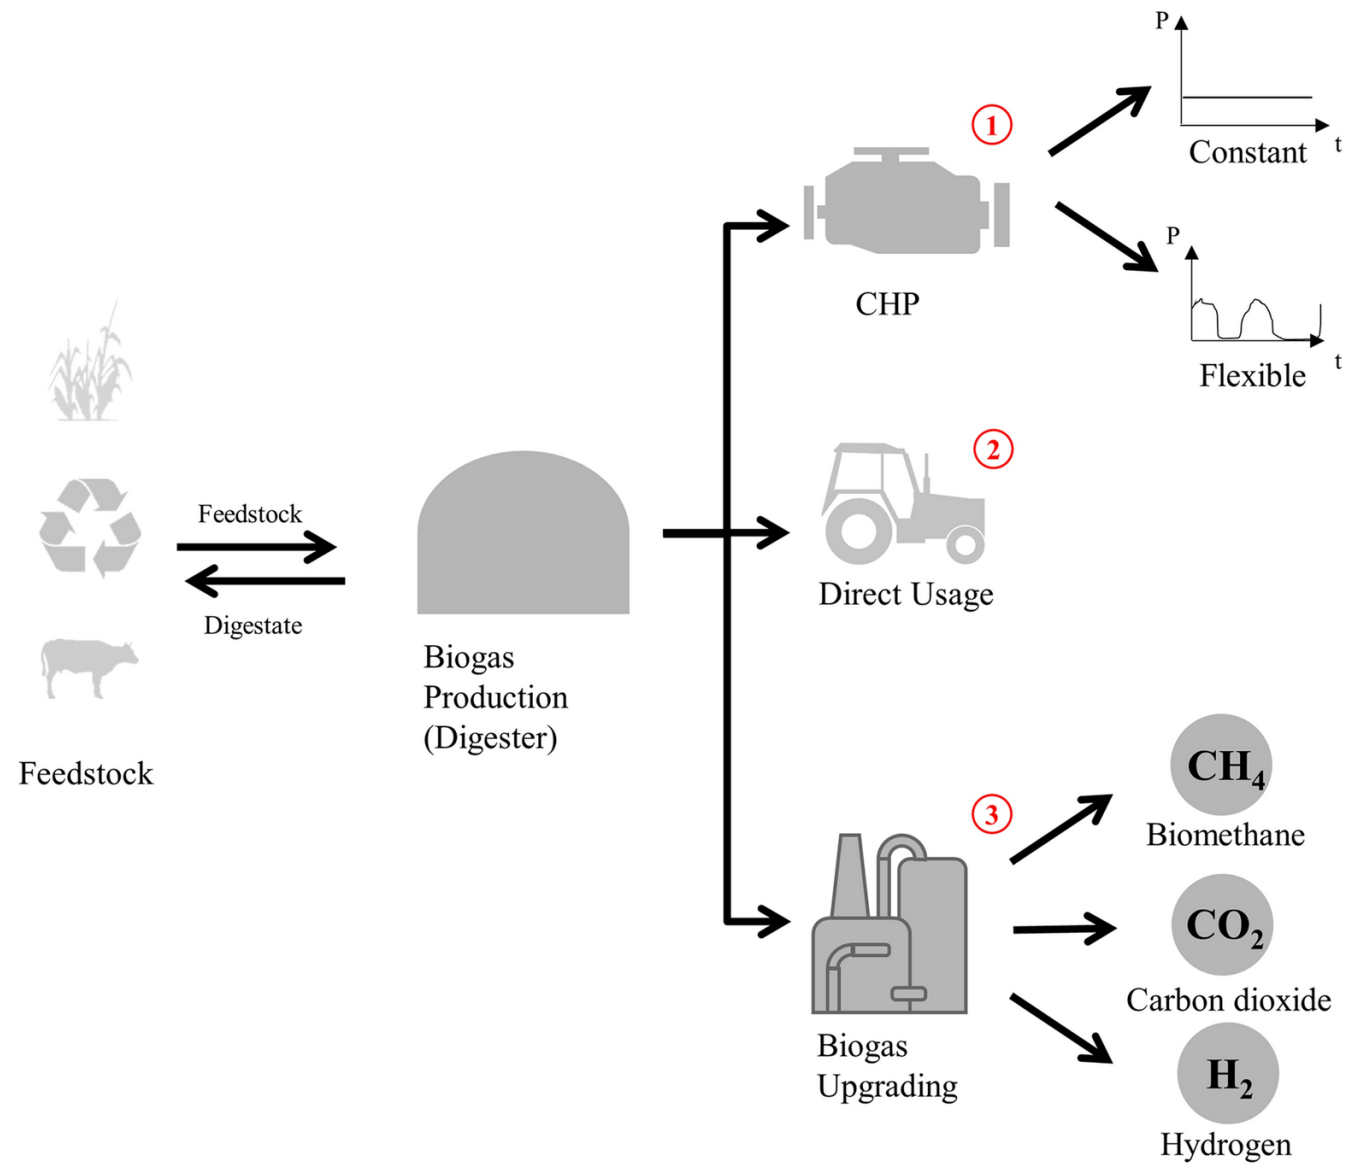 Feedstock
Feedstock
Digestate
Biogas
Production
(Digester)
1
CHP
P
t
Constant
P
t
Flexible
2
Direct Usage
3
Biogas
Upgrading
CH₄
Biomethane
CO₂
Carbon dioxide
H₂
Hydrogen